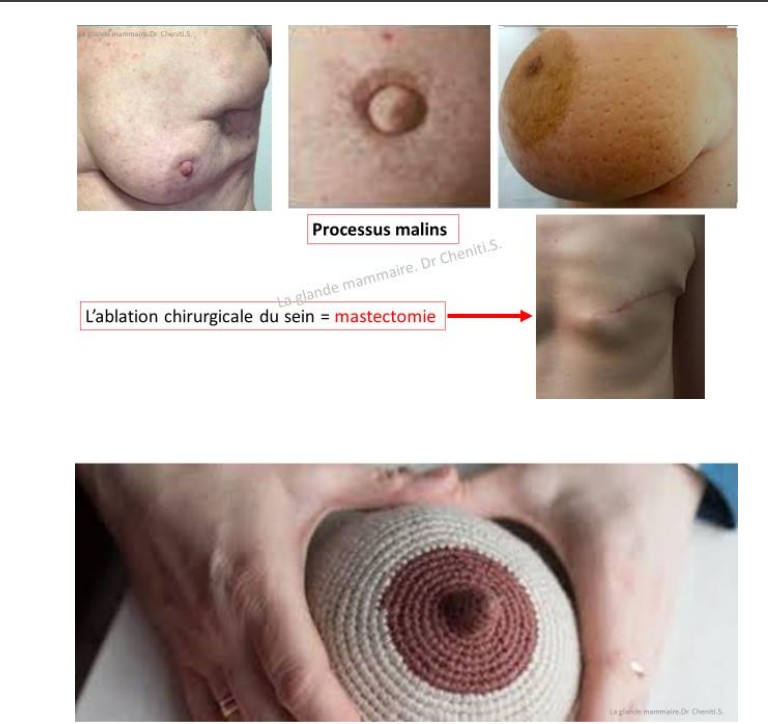 La glande mammaire.Dr Cheniti.S.
Processus malins
La glande mammaire. Dr Cheniti.S.
L'ablation chirurgicale du sein = mastectomie
La glande mammaire.Dr Cheniti.S.